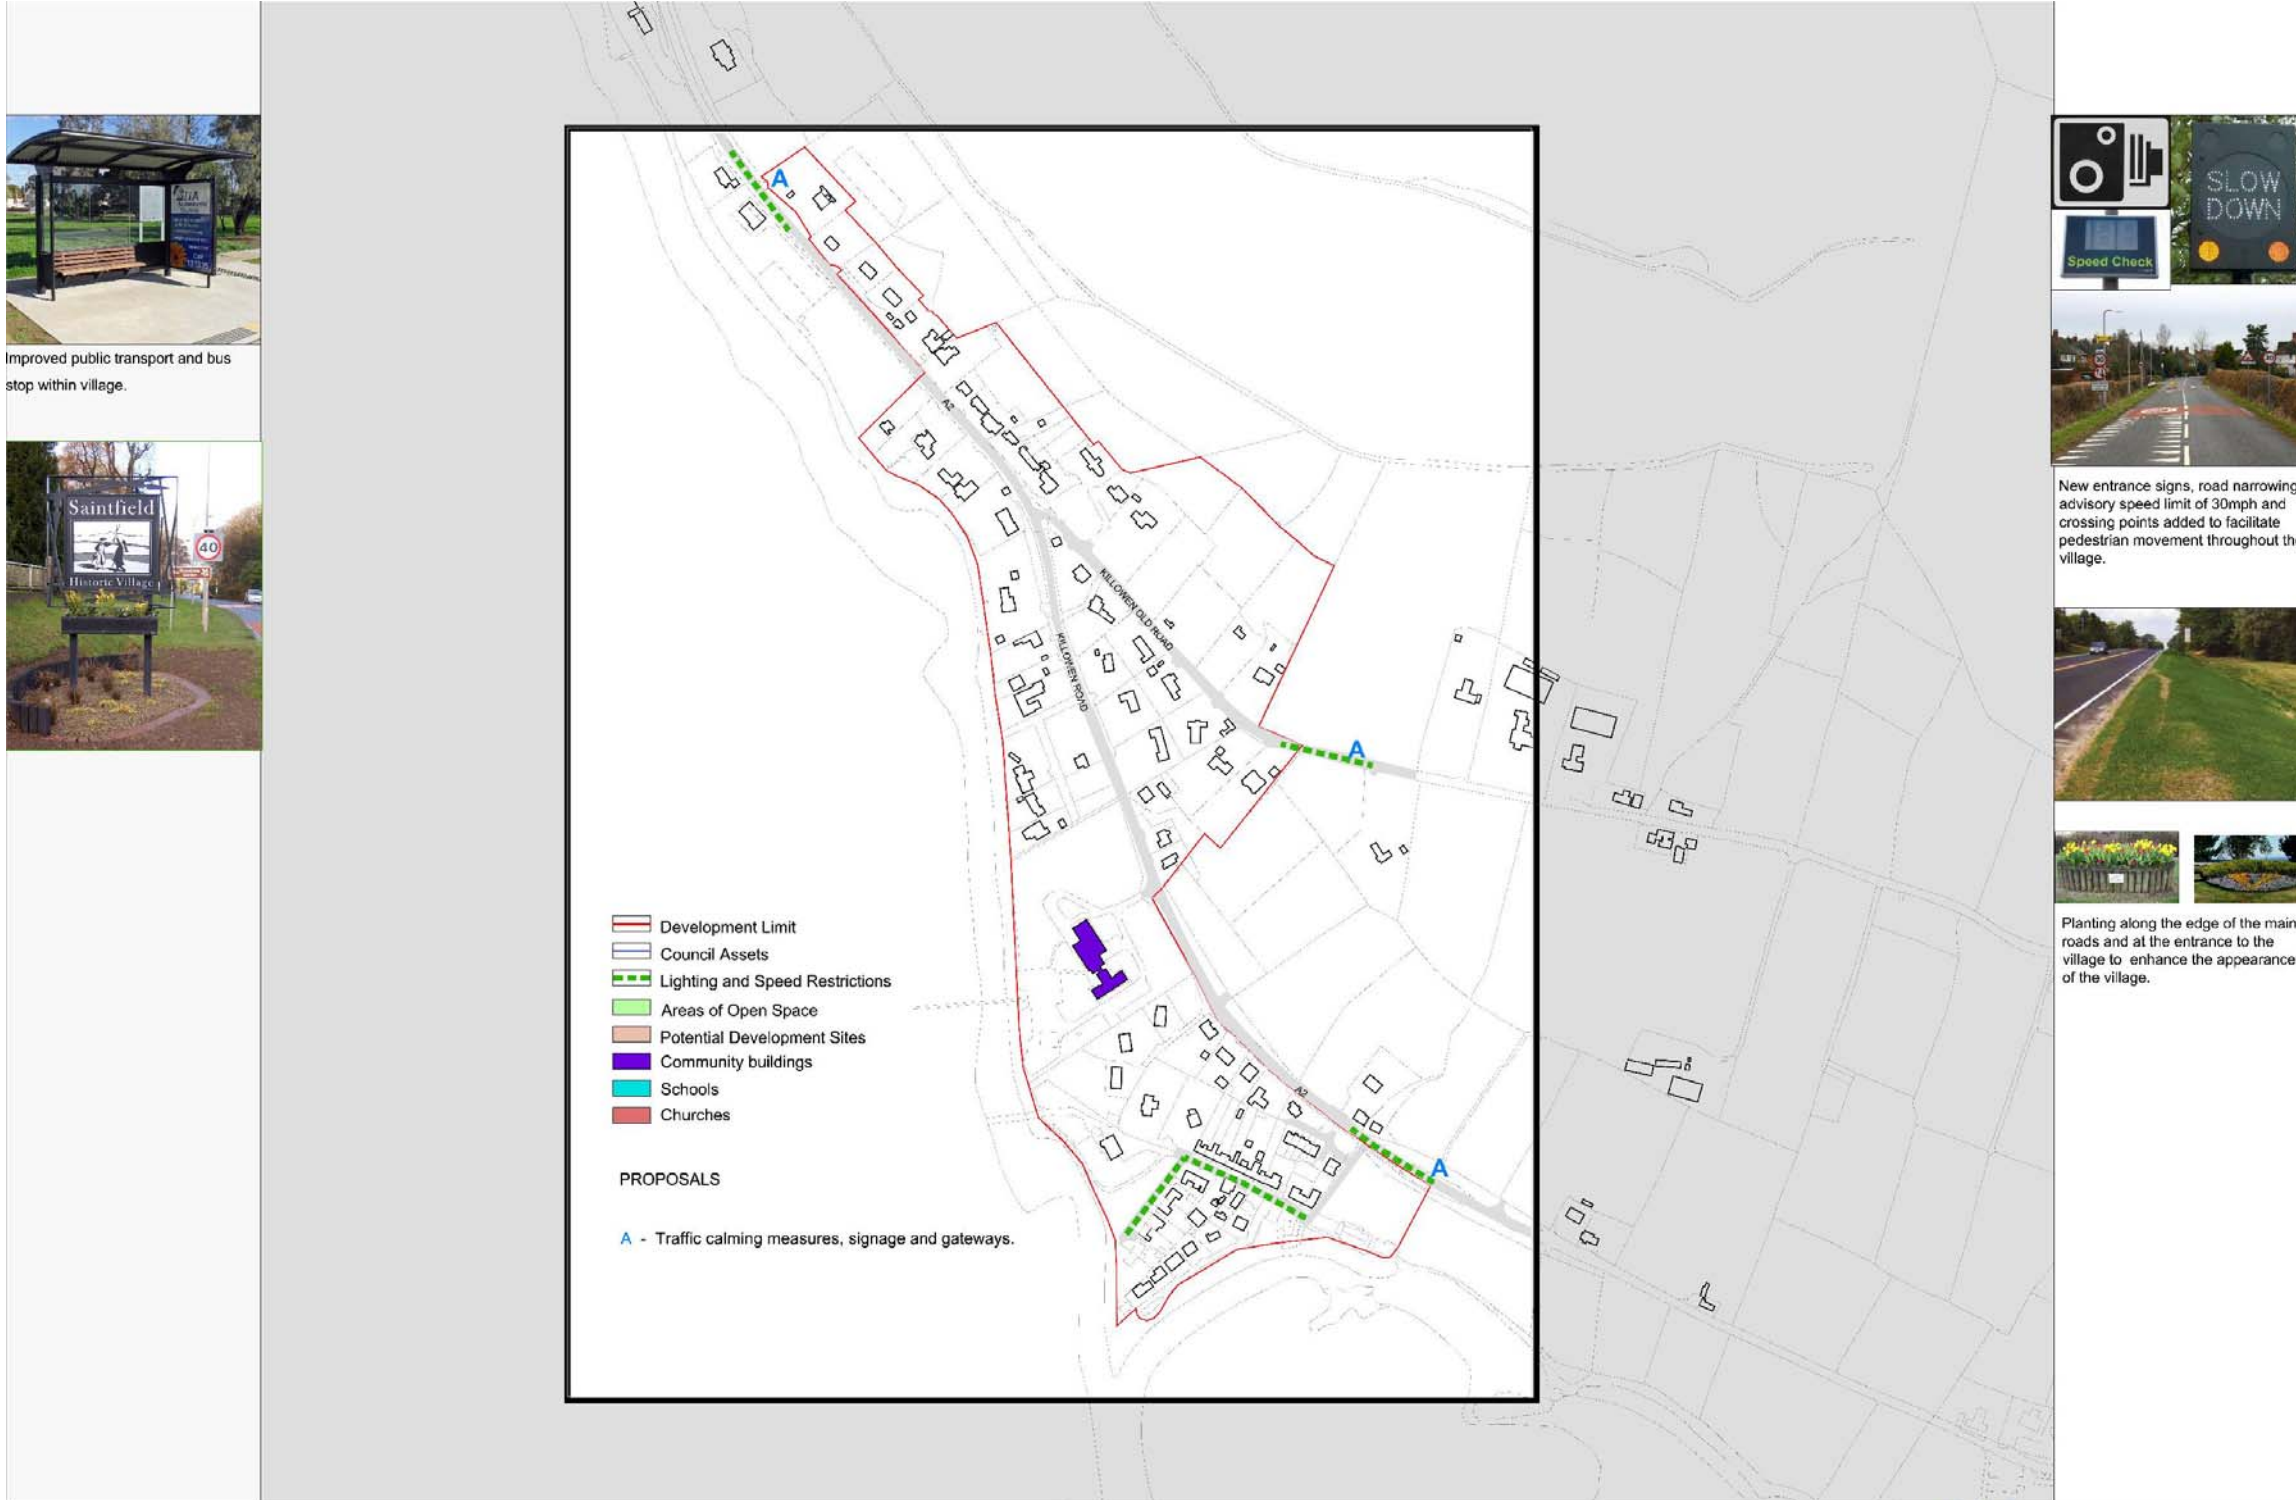 Improved public transport and bus
stop within village.
Saintfield
Historic Village
40
A
A2
KILLOWEN OLD ROAD
KILLOWEN ROAD
A
A2
A
Development Limit
Council Assets
Lighting and Speed Restrictions
Areas of Open Space
Potential Development Sites
Community buildings
Schools
Churches
PROPOSALS
A - Traffic calming measures, signage and gateways.
SLOW
DOWN
Speed Check
New entrance signs, road narrowing
advisory speed limit of 30mph and
crossing points added to facilitate
pedestrian movement throughout the
village.
Planting along the edge of the main
roads and at the entrance to the
village to enhance the appearance
of the village.